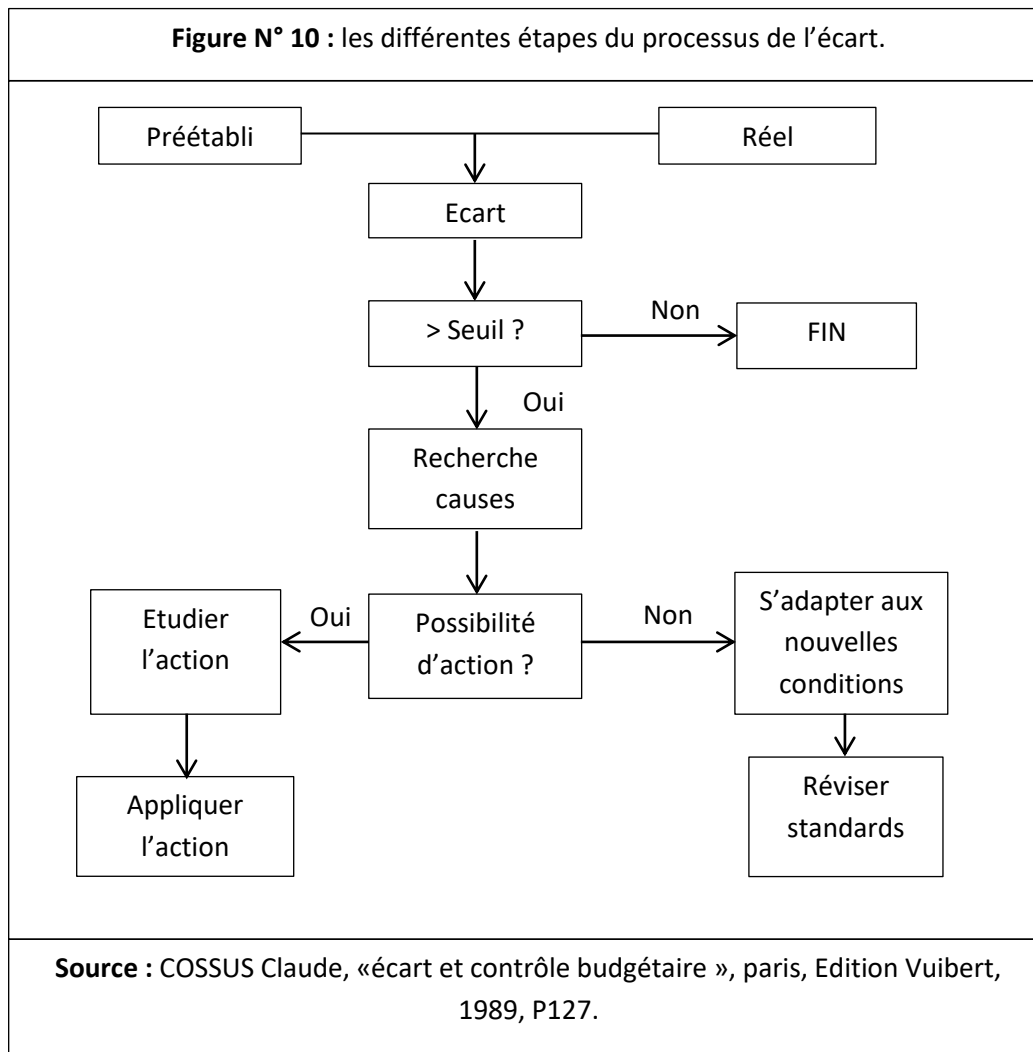 Figure N° 10 : les différentes étapes du processus de l’écart.
Préétabli
Réel
Ecart
> Seuil ?
Non
FIN
Oui
Recherche
causes
Etudier
l’action
Oui
Possibilité
d’action ?
Non
S’adapter aux
nouvelles
conditions
Appliquer
l’action
Réviser
standards
Source : COSSUS Claude, «écart et contrôle budgétaire », paris, Edition Vuibert,
1989, P127.